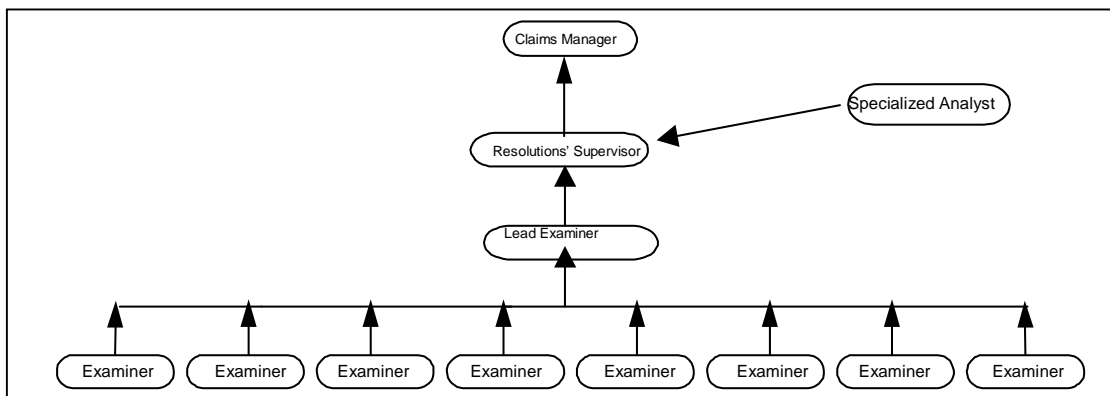 Claims Manager
Specialized Analyst
Resolutions’ Supervisor
Lead Examiner
Examiner
Examiner
Examiner
Examiner
Examiner
Examiner
Examiner
Examiner